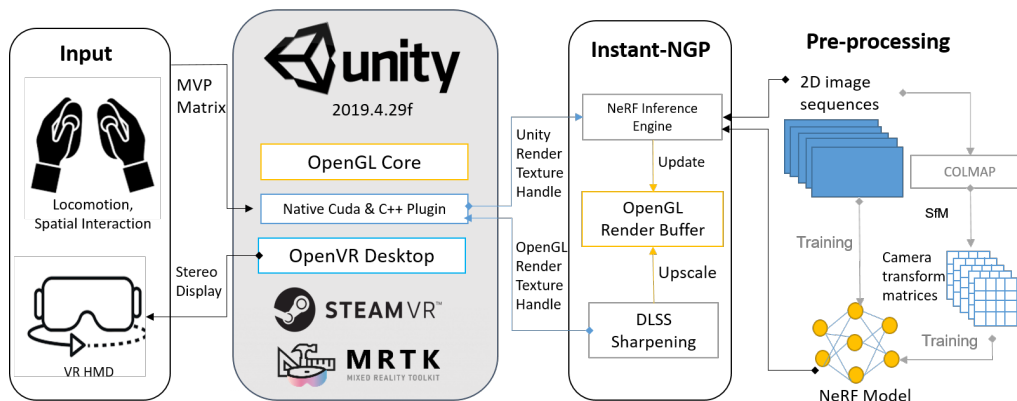 Input
Locomotion,
Spatial Interaction
VR HMD
MVP
Matrix
Stereo
Display
unity
2019.4.29f
OpenGL Core
Native Cuda & C++ Plugin
OpenVR Desktop
STEAMVR™
MRTK
MIXED REALITY TOOLKIT
Unity
Render
Texture
Handle
OpenGL
Render
Texture
Handle
Instant-NGP
NeRF Inference
Engine
Update
OpenGL
Render Buffer
Upscale
DLSS
Sharpening
Pre-processing
2D image
sequences
COLMAP
SfM
Training
Camera
transform
matrices
Training
NeRF Model